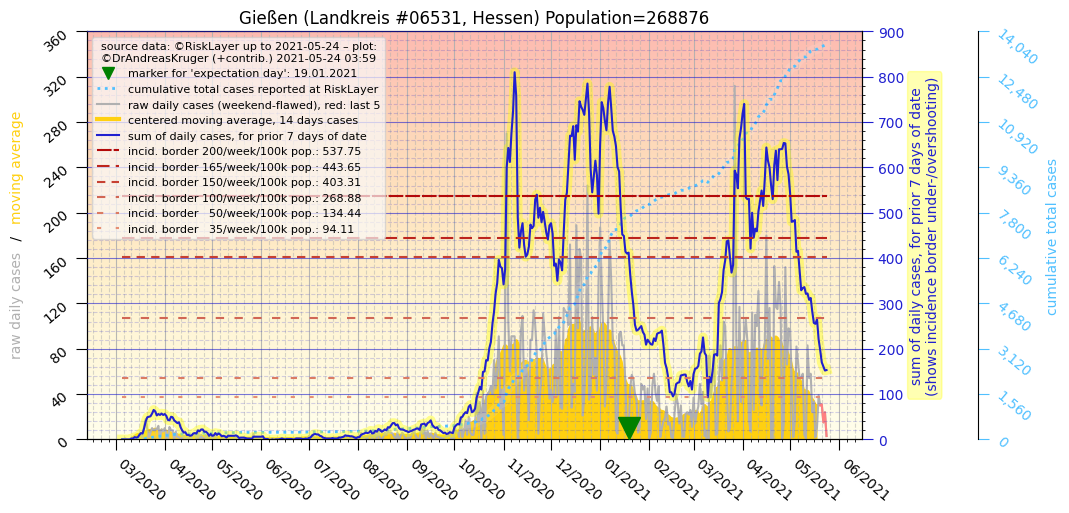 Gießen (Landkreis #06531, Hessen) Population=268876
source data: ©RiskLayer up to 2021-05-24 – plot:
©DrAndreasKruger (+contrib.) 2021-05-24 03:59
marker for 'expectation day': 19.01.2021
cumulative total cases reported at RiskLayer
raw daily cases (weekend-flawed), red: last 5
centered moving average, 14 days cases
sum of daily cases, for prior 7 days of date
incid. border 200/week/100k pop.: 537.75
incid. border 165/week/100k pop.: 443.65
incid. border 150/week/100k pop.: 403.31
incid. border 100/week/100k pop.: 268.88
incid. border 50/week/100k pop.: 134.44
incid. border 35/week/100k pop.: 94.11
raw daily cases / moving average
360
320
280
240
200
160
120
80
40
0
03/2020
04/2020
05/2020
06/2020
07/2020
08/2020
09/2020
10/2020
11/2020
12/2020
01/2021
02/2021
03/2021
04/2021
05/2021
06/2021
900
800
700
600
500
400
300
200
100
0
sum of daily cases, for prior 7 days of date
(shows incidence border under-/overshooting)
14,040
12,480
10,920
9,360
7,800
6,240
4,680
3,120
1,560
0
cumulative total cases